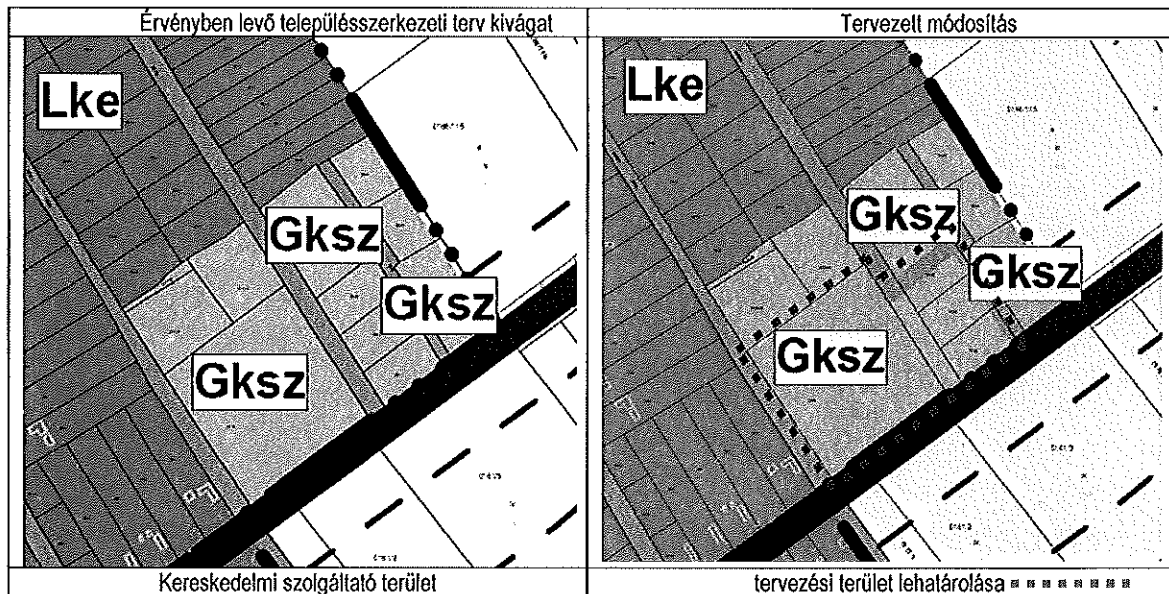 Érvényben levő településszerkezeti terv kivágat
Tervezett módosítás
Lke
Gksz
Gksz
Gksz
Lke
Gksz
Gksz
Gksz
Kereskedelmi szolgáltató terület
tervezési terület lehatárolása